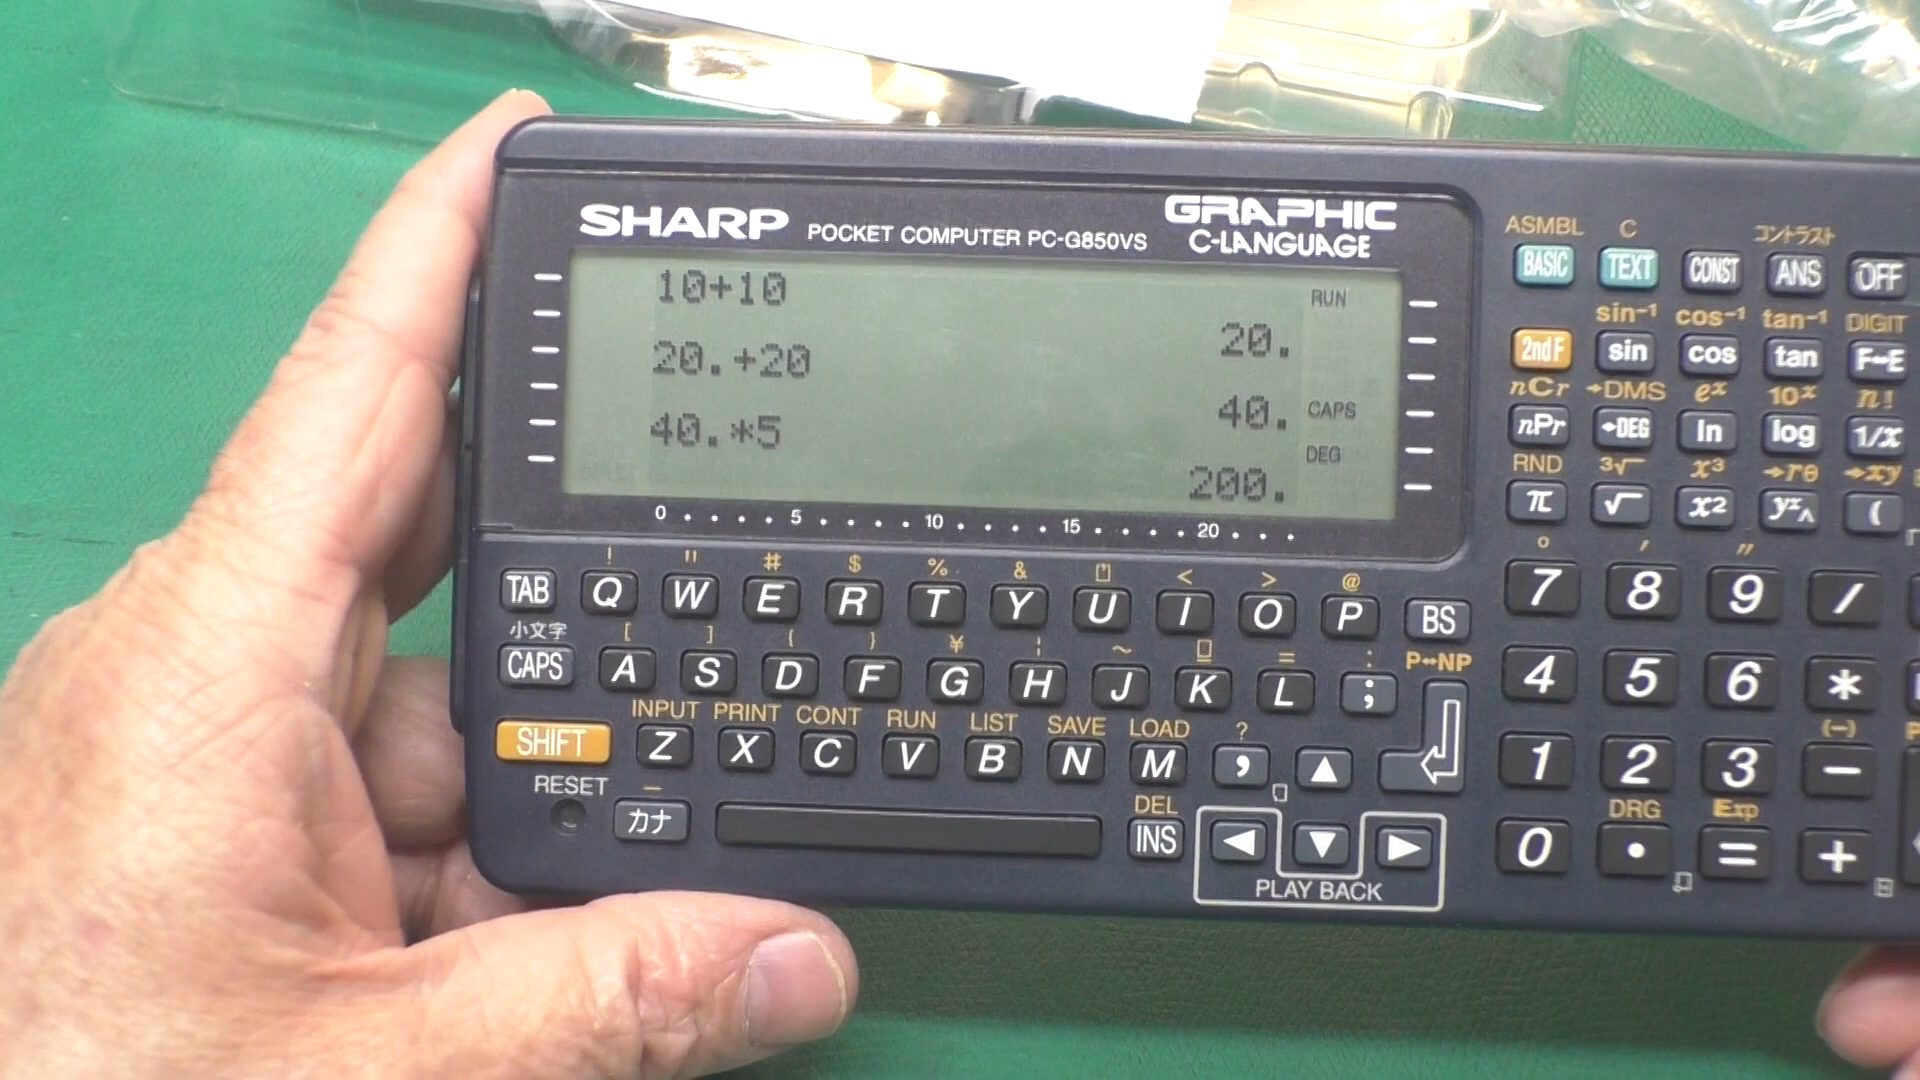 SHARP POCKET COMPUTER PC-G850VS GRAPHIC
C-LANGUAGE
10+10
RUN
20.
20.+20
40. CAPS
40.*5
DEG
200.
0 5 10 15 20
ASMBL C コントラスト
BASIC TEXT CONST ANS OFF
sin⁻¹ cos⁻¹ tan⁻¹ DIGIT
2ndF sin cos tan F↔E
nCr →DMS eˣ 10ˣ n!
nPr →DEG ln log 1/x
RND ³√ x³ →rθ →xy
π √ x² yˣ^ (
° ′ ″
7 8 9 /
4 5 6 *
(−)
1 2 3 −
DRG Exp
0 • = +
! " # $ % & < > @
TAB Q W E R T Y U I O P BS
小文字 [ ] { } ¥ ¦ ~ = : P↔NP
CAPS A S D F G H J K L ;
INPUT PRINT CONT RUN LIST SAVE LOAD ?
SHIFT Z X C V B N M , ▲
RESET DEL
カナ INS ◀ ▼ ▶
PLAY BACK